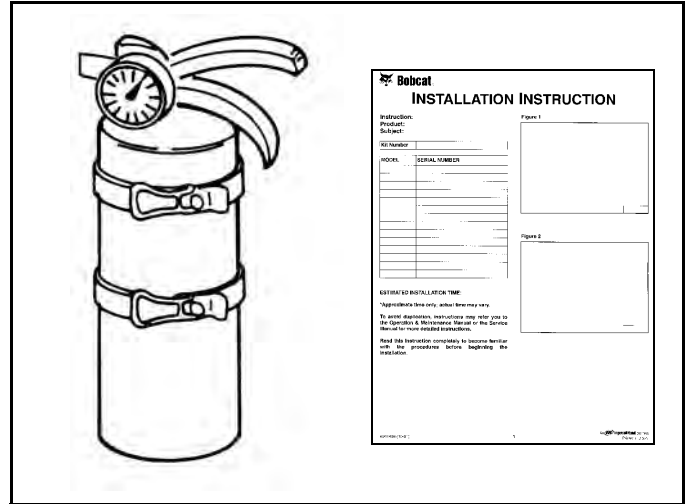 Bobcat
INSTALLATION INSTRUCTION
Instruction:
Product:
Subject:
Kit Number
MODEL SERIAL NUMBER
ESTIMATED INSTALLATION TIME:
*Approximate time only, actual time may vary.
To avoid duplication, instructions may refer you to
the Operation & Maintenance Manual or the Service
Manual for more detailed instructions.
Read this instruction completely to become familiar
with the procedures before beginning the
installation.
Figure 1
Figure 2
1